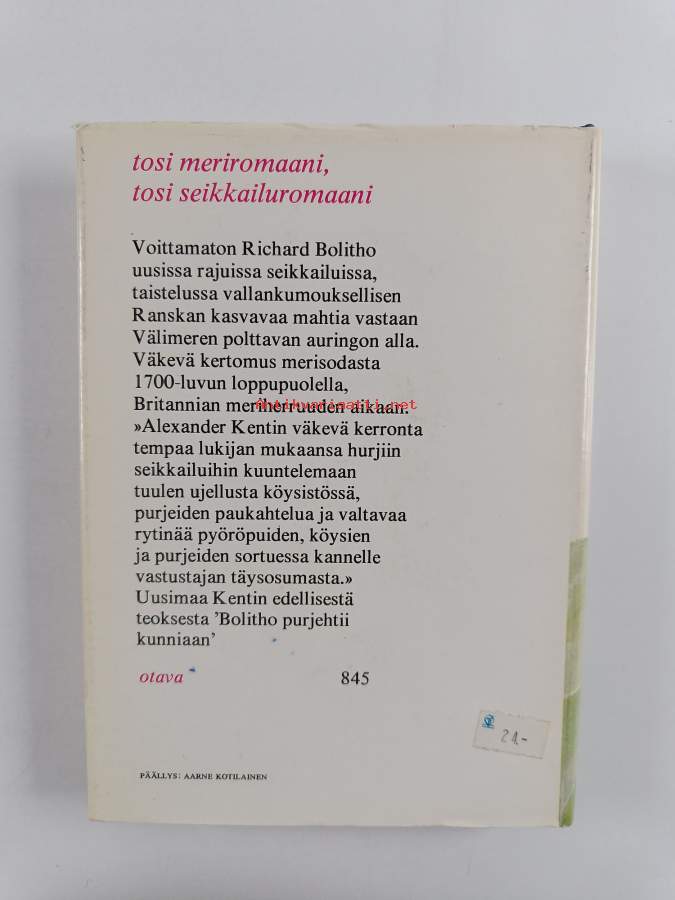 tosi meriromaani,
tosi seikkailuromaani
Voittamaton Richard Bolitho
uusissa rajuissa seikkailuissa,
taistelussa vallankumouksellisen
Ranskan kasvavaa mahtia vastaan
Välimeren polttavan auringon alla.
Väkevä kertomus merisodasta
1700-luvun loppupuolella,
Britannian meriherruuden aikaan.
antikvariaatti.net
»Alexander Kentin väkevä kerronta
tempaa lukijan mukaansa hurjiin
seikkailuihin kuuntelemaan
tuulen ujellusta köysistössä,
purjeiden paukahtelua ja valtavaa
rytinää pyöröpuiden, köysien
ja purjeiden sortuessa kannelle
vastustajan täysosumasta.»
Uusimaa Kentin edellisestä
teoksesta ’Bolitho purjehtii
kunniaan’
otava 845
24.-
PÄÄLLYS: AARNE KOTILAINEN